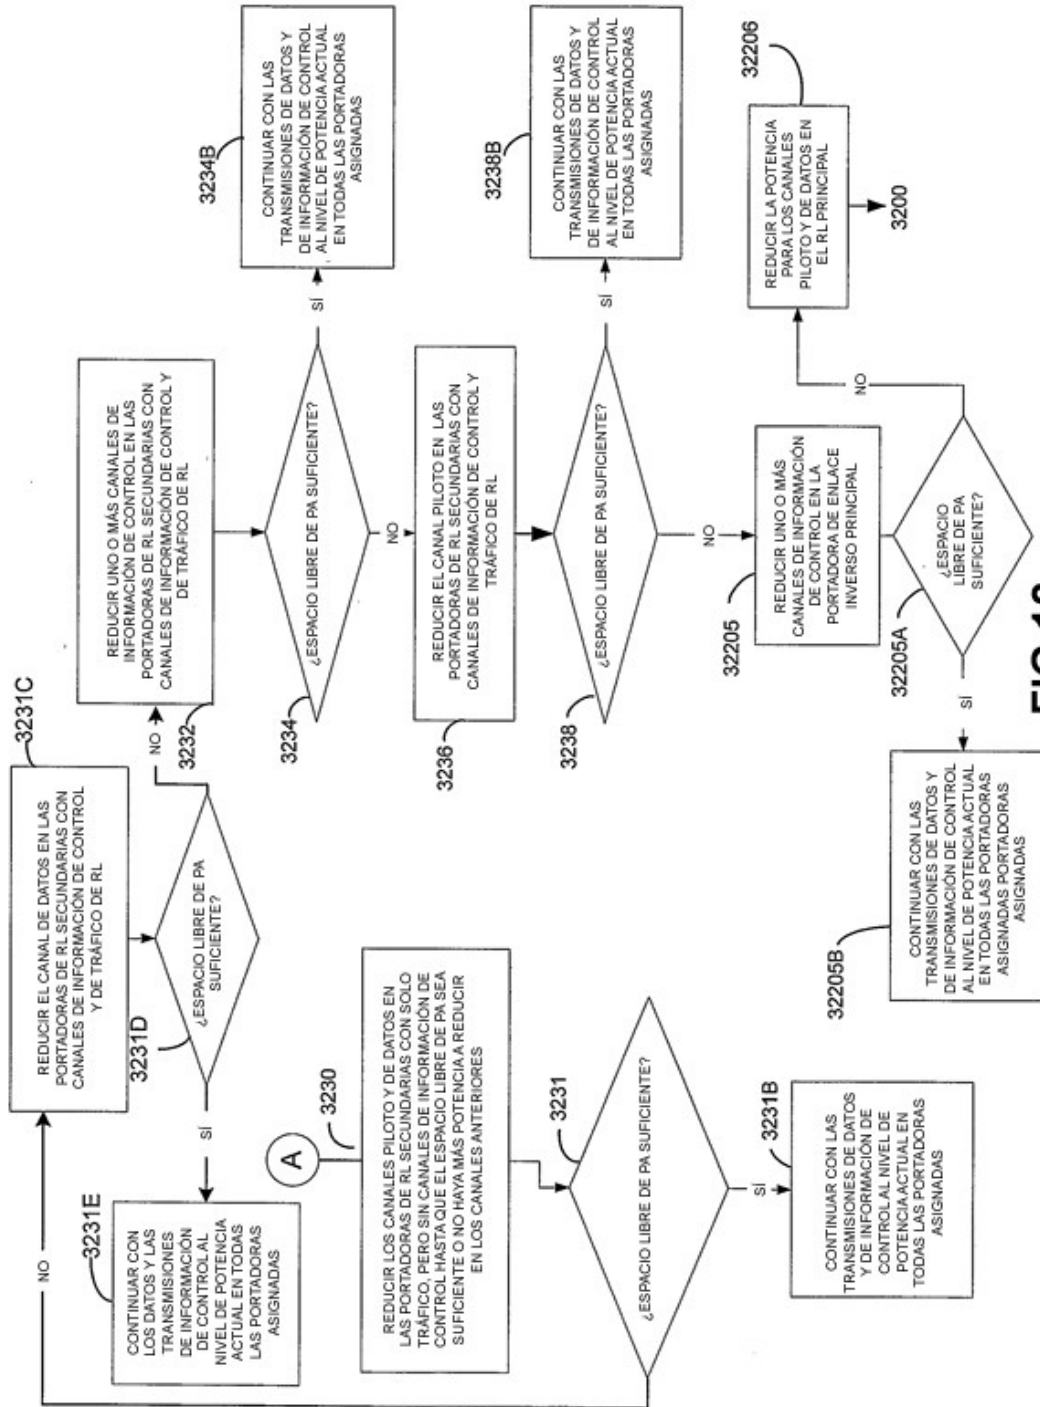 A
3230
REDUCIR LOS CANALES PILOTO Y DE DATOS EN
LAS PORTADORAS DE RL SECUNDARIAS CON SOLO
TRÁFICO, PERO SIN CANALES DE INFORMACIÓN DE
CONTROL HASTA QUE EL ESPACIO LIBRE DE PA SEA
SUFICIENTE O NO HAYA MÁS POTENCIA A REDUCIR
EN LOS CANALES ANTERIORES
3231
¿ESPACIO LIBRE DE PA SUFICIENTE?
SÍ
3231B
CONTINUAR CON LAS
TRANSMISIONES DE DATOS
Y DE INFORMACIÓN DE
CONTROL AL NIVEL DE
POTENCIA ACTUAL EN
TODAS LAS PORTADORAS
ASIGNADAS
NO
3231C
REDUCIR EL CANAL DE DATOS EN LAS
PORTADORAS DE RL SECUNDARIAS CON
CANALES DE INFORMACIÓN DE CONTROL
Y DE TRÁFICO DE RL
3231D
¿ESPACIO LIBRE DE PA
SUFICIENTE?
SÍ
3231E
CONTINUAR CON
LOS DATOS Y LAS
TRANSMISIONES
DE INFORMACIÓN
DE CONTROL AL
NIVEL DE POTENCIA
ACTUAL EN TODAS
LAS PORTADORAS
ASIGNADAS
NO
3232
REDUCIR UNO O MÁS CANALES DE
INFORMACIÓN DE CONTROL EN LAS
PORTADORAS DE RL SECUNDARIAS CON
CANALES DE INFORMACIÓN DE CONTROL Y
DE TRÁFICO DE RL
3234
¿ESPACIO LIBRE DE PA SUFICIENTE?
SÍ
3234B
CONTINUAR CON LAS
TRANSMISIONES DE DATOS Y
DE INFORMACIÓN DE CONTROL
AL NIVEL DE POTENCIA ACTUAL
EN TODAS LAS PORTADORAS
ASIGNADAS
NO
3236
REDUCIR EL CANAL PILOTO EN LAS
PORTADORAS DE RL SECUNDARIAS CON
CANALES DE INFORMACIÓN DE CONTROL Y
TRÁFICO DE RL
3238
¿ESPACIO LIBRE DE PA SUFICIENTE?
SÍ
3238B
CONTINUAR CON LAS
TRANSMISIONES DE DATOS Y
DE INFORMACIÓN DE CONTROL
AL NIVEL DE POTENCIA ACTUAL
EN TODAS LAS PORTADORAS
ASIGNADAS
NO
32205
REDUCIR UNO O MÁS
CANALES DE INFORMACIÓN
DE CONTROL EN LA
PORTADORA DE ENLACE
INVERSO PRINCIPAL
32205A
¿ESPACIO
LIBRE DE PA
SUFICIENTE?
SÍ
32205B
CONTINUAR CON LAS
TRANSMISIONES DE DATOS Y
DE INFORMACIÓN DE CONTROL
AL NIVEL DE POTENCIA ACTUAL
EN TODAS LAS PORTADORAS
ASIGNADAS PORTADORAS
ASIGNADA
NO
32206
REDUCIR LA POTENCIA
PARA LOS CANALES
PILOTO Y DE DATOS EN
EL RL PRINCIPAL
3200